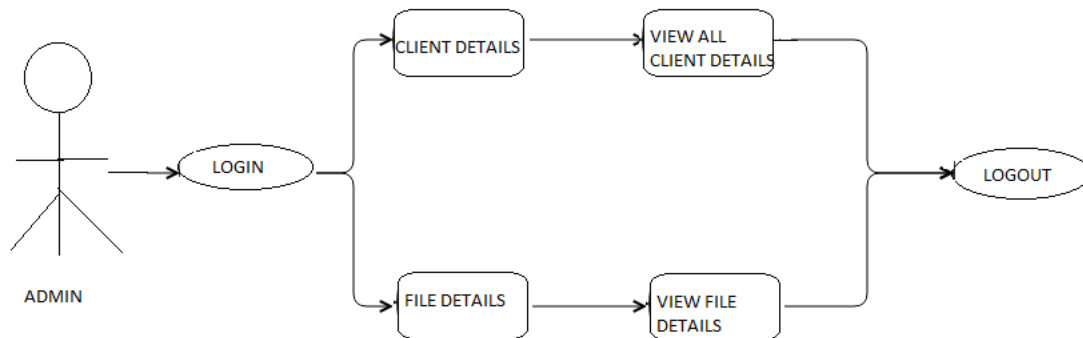 CLIENT DETAILS
VIEW ALL
CLIENT DETAILS
LOGIN
LOGOUT
ADMIN
FILE DETAILS
VIEW FILE
DETAILS